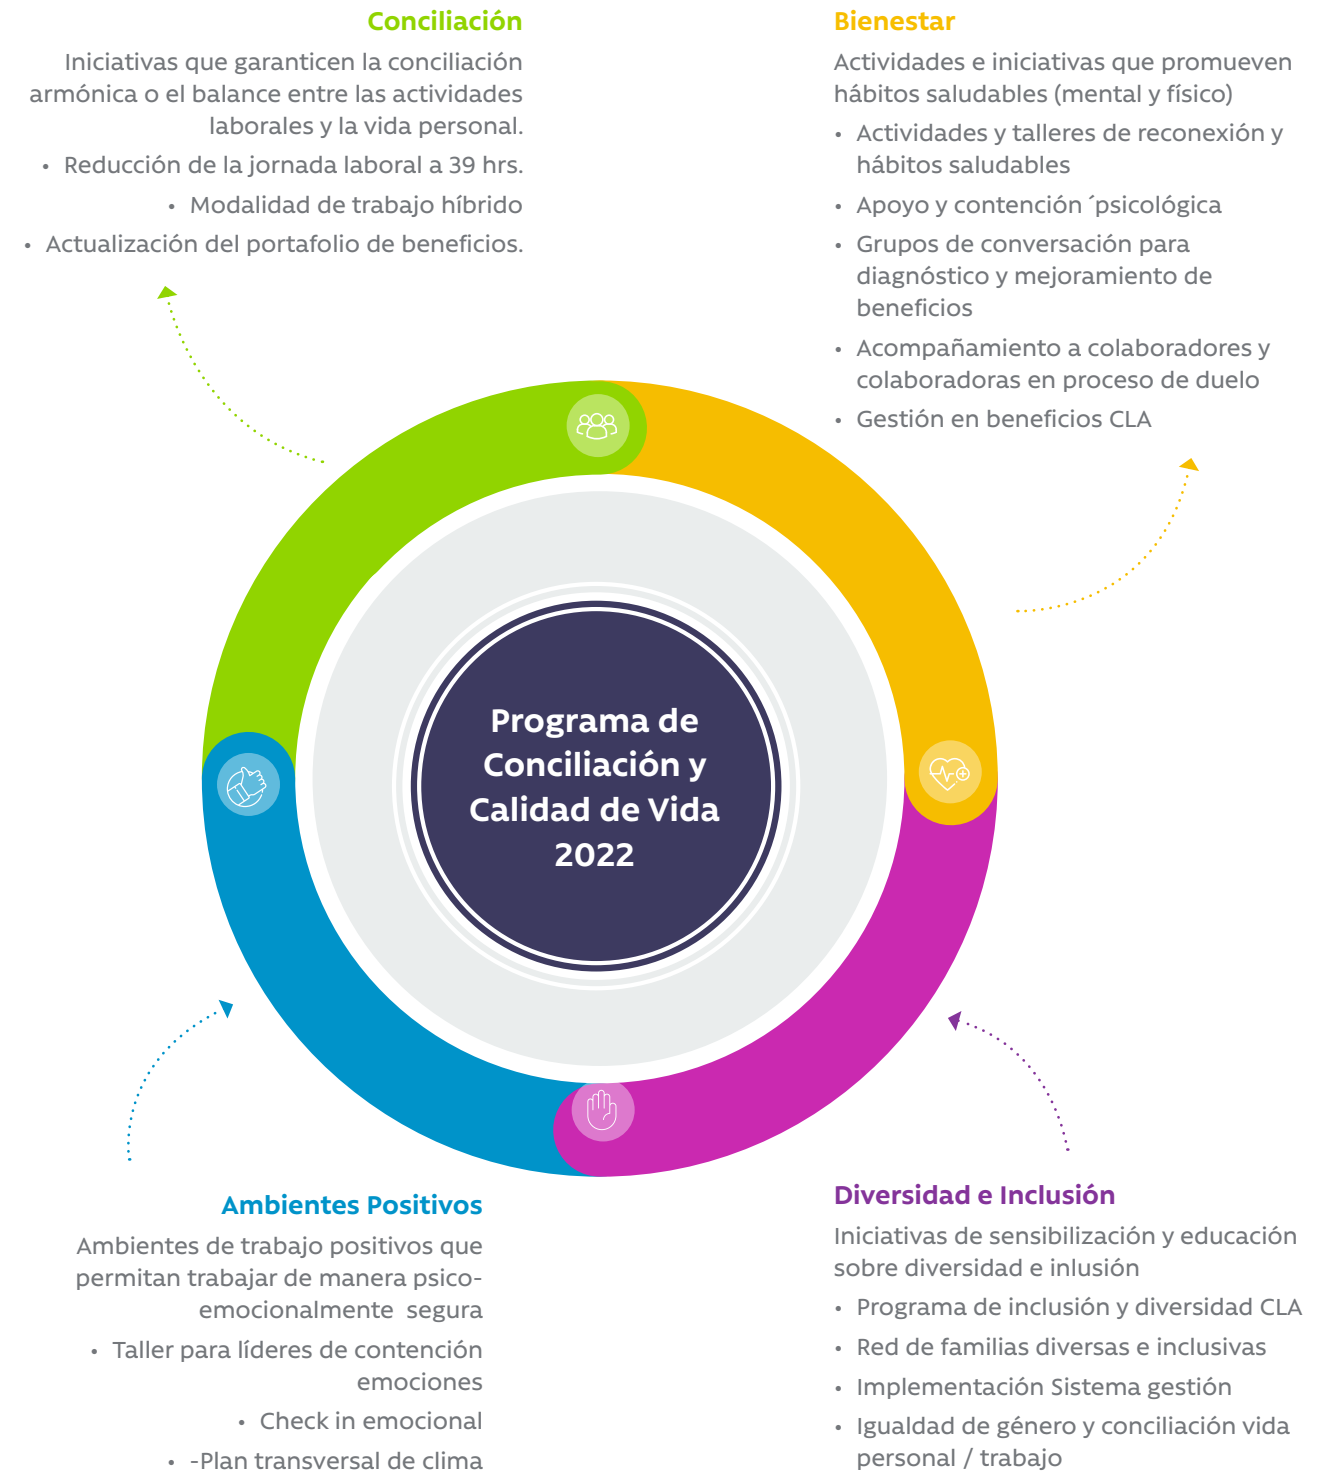 Conciliación
Iniciativas que garanticen la conciliación
armónica o el balance entre las actividades
laborales y la vida personal.
• Reducción de la jornada laboral a 39 hrs.
• Modalidad de trabajo híbrido
• Actualización del portafolio de beneficios.
Bienestar
Actividades e iniciativas que promueven
hábitos saludables (mental y físico)
• Actividades y talleres de reconexión y
hábitos saludables
• Apoyo y contención ´psicológica
• Grupos de conversación para
diagnóstico y mejoramiento de
beneficios
• Acompañamiento a colaboradores y
colaboradoras en proceso de duelo
• Gestión en beneficios CLA
Programa de
Conciliación y
Calidad de Vida
2022
Ambientes Positivos
Ambientes de trabajo positivos que
permitan trabajar de manera psico-
emocionalmente segura
• Taller para líderes de contención
emociones
• Check in emocional
• -Plan transversal de clima
Diversidad e Inclusión
Iniciativas de sensibilización y educación
sobre diversidad e inlusión
• Programa de inclusión y diversidad CLA
• Red de familias diversas e inclusivas
• Implementación Sistema gestión
• Igualdad de género y conciliación vida
personal / trabajo